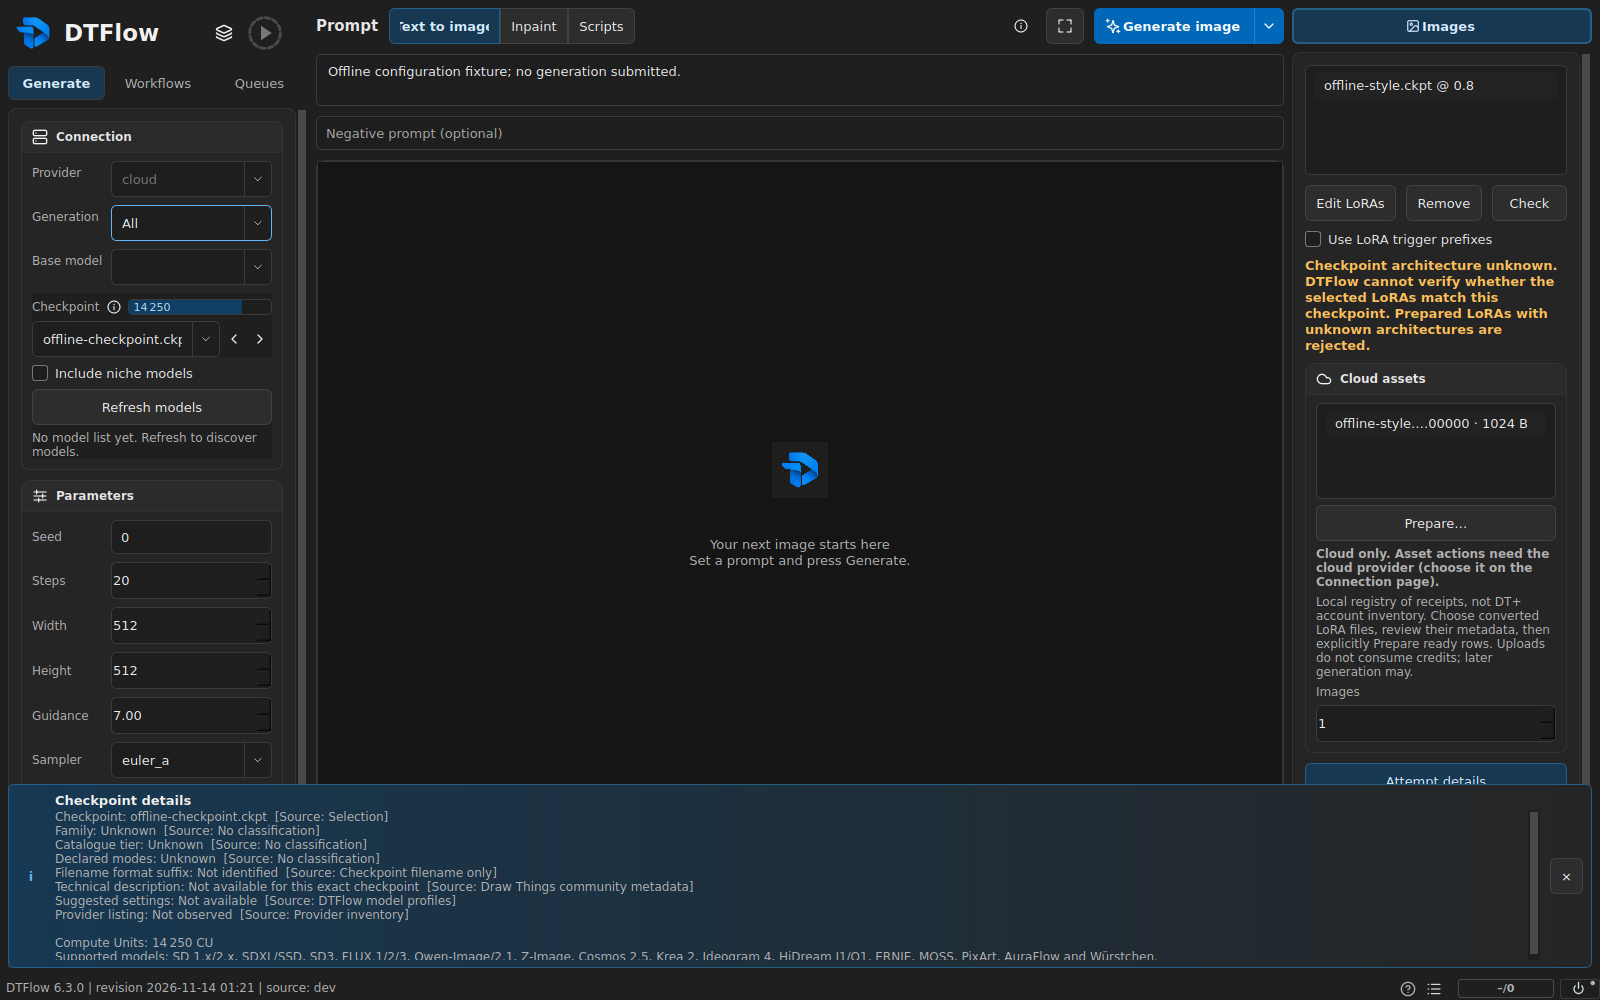 DTFlow
Prompt
Text to image
Inpaint
Scripts
Generate image
Images
Generate
Workflows
Queues
Offline configuration fixture; no generation submitted.
Negative prompt (optional)
Connection
Provider
cloud
Generation
All
Base model
Checkpoint
14 250
offline-checkpoint.ckp
Include niche models
Refresh models
No model list yet. Refresh to discover
models.
Parameters
Seed
0
Steps
20
Width
512
Height
512
Guidance
7.00
Sampler
euler_a
Your next image starts here
Set a prompt and press Generate.
offline-style.ckpt @ 0.8
Edit LoRAs
Remove
Check
Use LoRA trigger prefixes
Checkpoint architecture unknown.
DTFlow cannot verify whether the
selected LoRAs match this
checkpoint. Prepared LoRAs with
unknown architectures are
rejected.
Cloud assets
offline-style....00000 · 1024 B
Prepare...
Cloud only. Asset actions need the
cloud provider (choose it on the
Connection page).
Local registry of receipts, not DT+
account inventory. Choose converted
LoRA files, review their metadata, then
explicitly Prepare ready rows. Uploads
do not consume credits; later
generation may.
Images
1
Attempt details
Checkpoint details
Checkpoint: offline-checkpoint.ckpt [Source: Selection]
Family: Unknown [Source: No classification]
Catalogue tier: Unknown [Source: No classification]
Declared modes: Unknown [Source: No classification]
Filename format suffix: Not identified [Source: Checkpoint filename only]
Technical description: Not available for this exact checkpoint [Source: Draw Things community metadata]
Suggested settings: Not available [Source: DTFlow model profiles]
Provider listing: Not observed [Source: Provider inventory]
Compute Units: 14 250 CU
Supported models: SD 1.x/2.x, SDXL/SSD, SD3, FLUX.1/2/3, Qwen-Image/2.1, Z-Image, Cosmos 2.5, Krea 2, Ideogram 4, HiDream I1/O1, ERNIE, MOSS, PixArt, AuraFlow and Würstchen.
DTFlow 6.3.0 | revision 2026-11-14 01:21 | source: dev
–/0